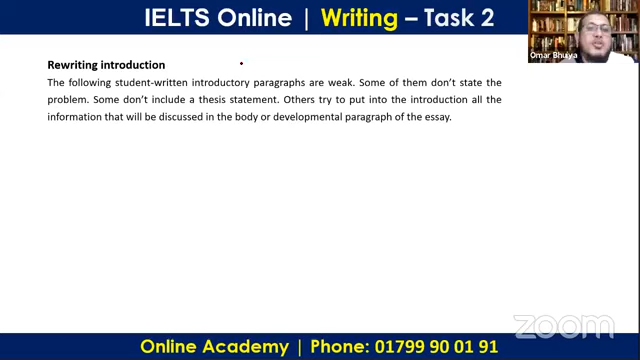 IELTS Online | Writing – Task 2
Omar Bhuiya
Rewriting introduction
The following student-written introductory paragraphs are weak. Some of them don't state the
problem. Some don't include a thesis statement. Others try to put into the introduction all the
information that will be discussed in the body or developmental paragraph of the essay.
zoom
Online Academy | Phone: 01799 90 01 91